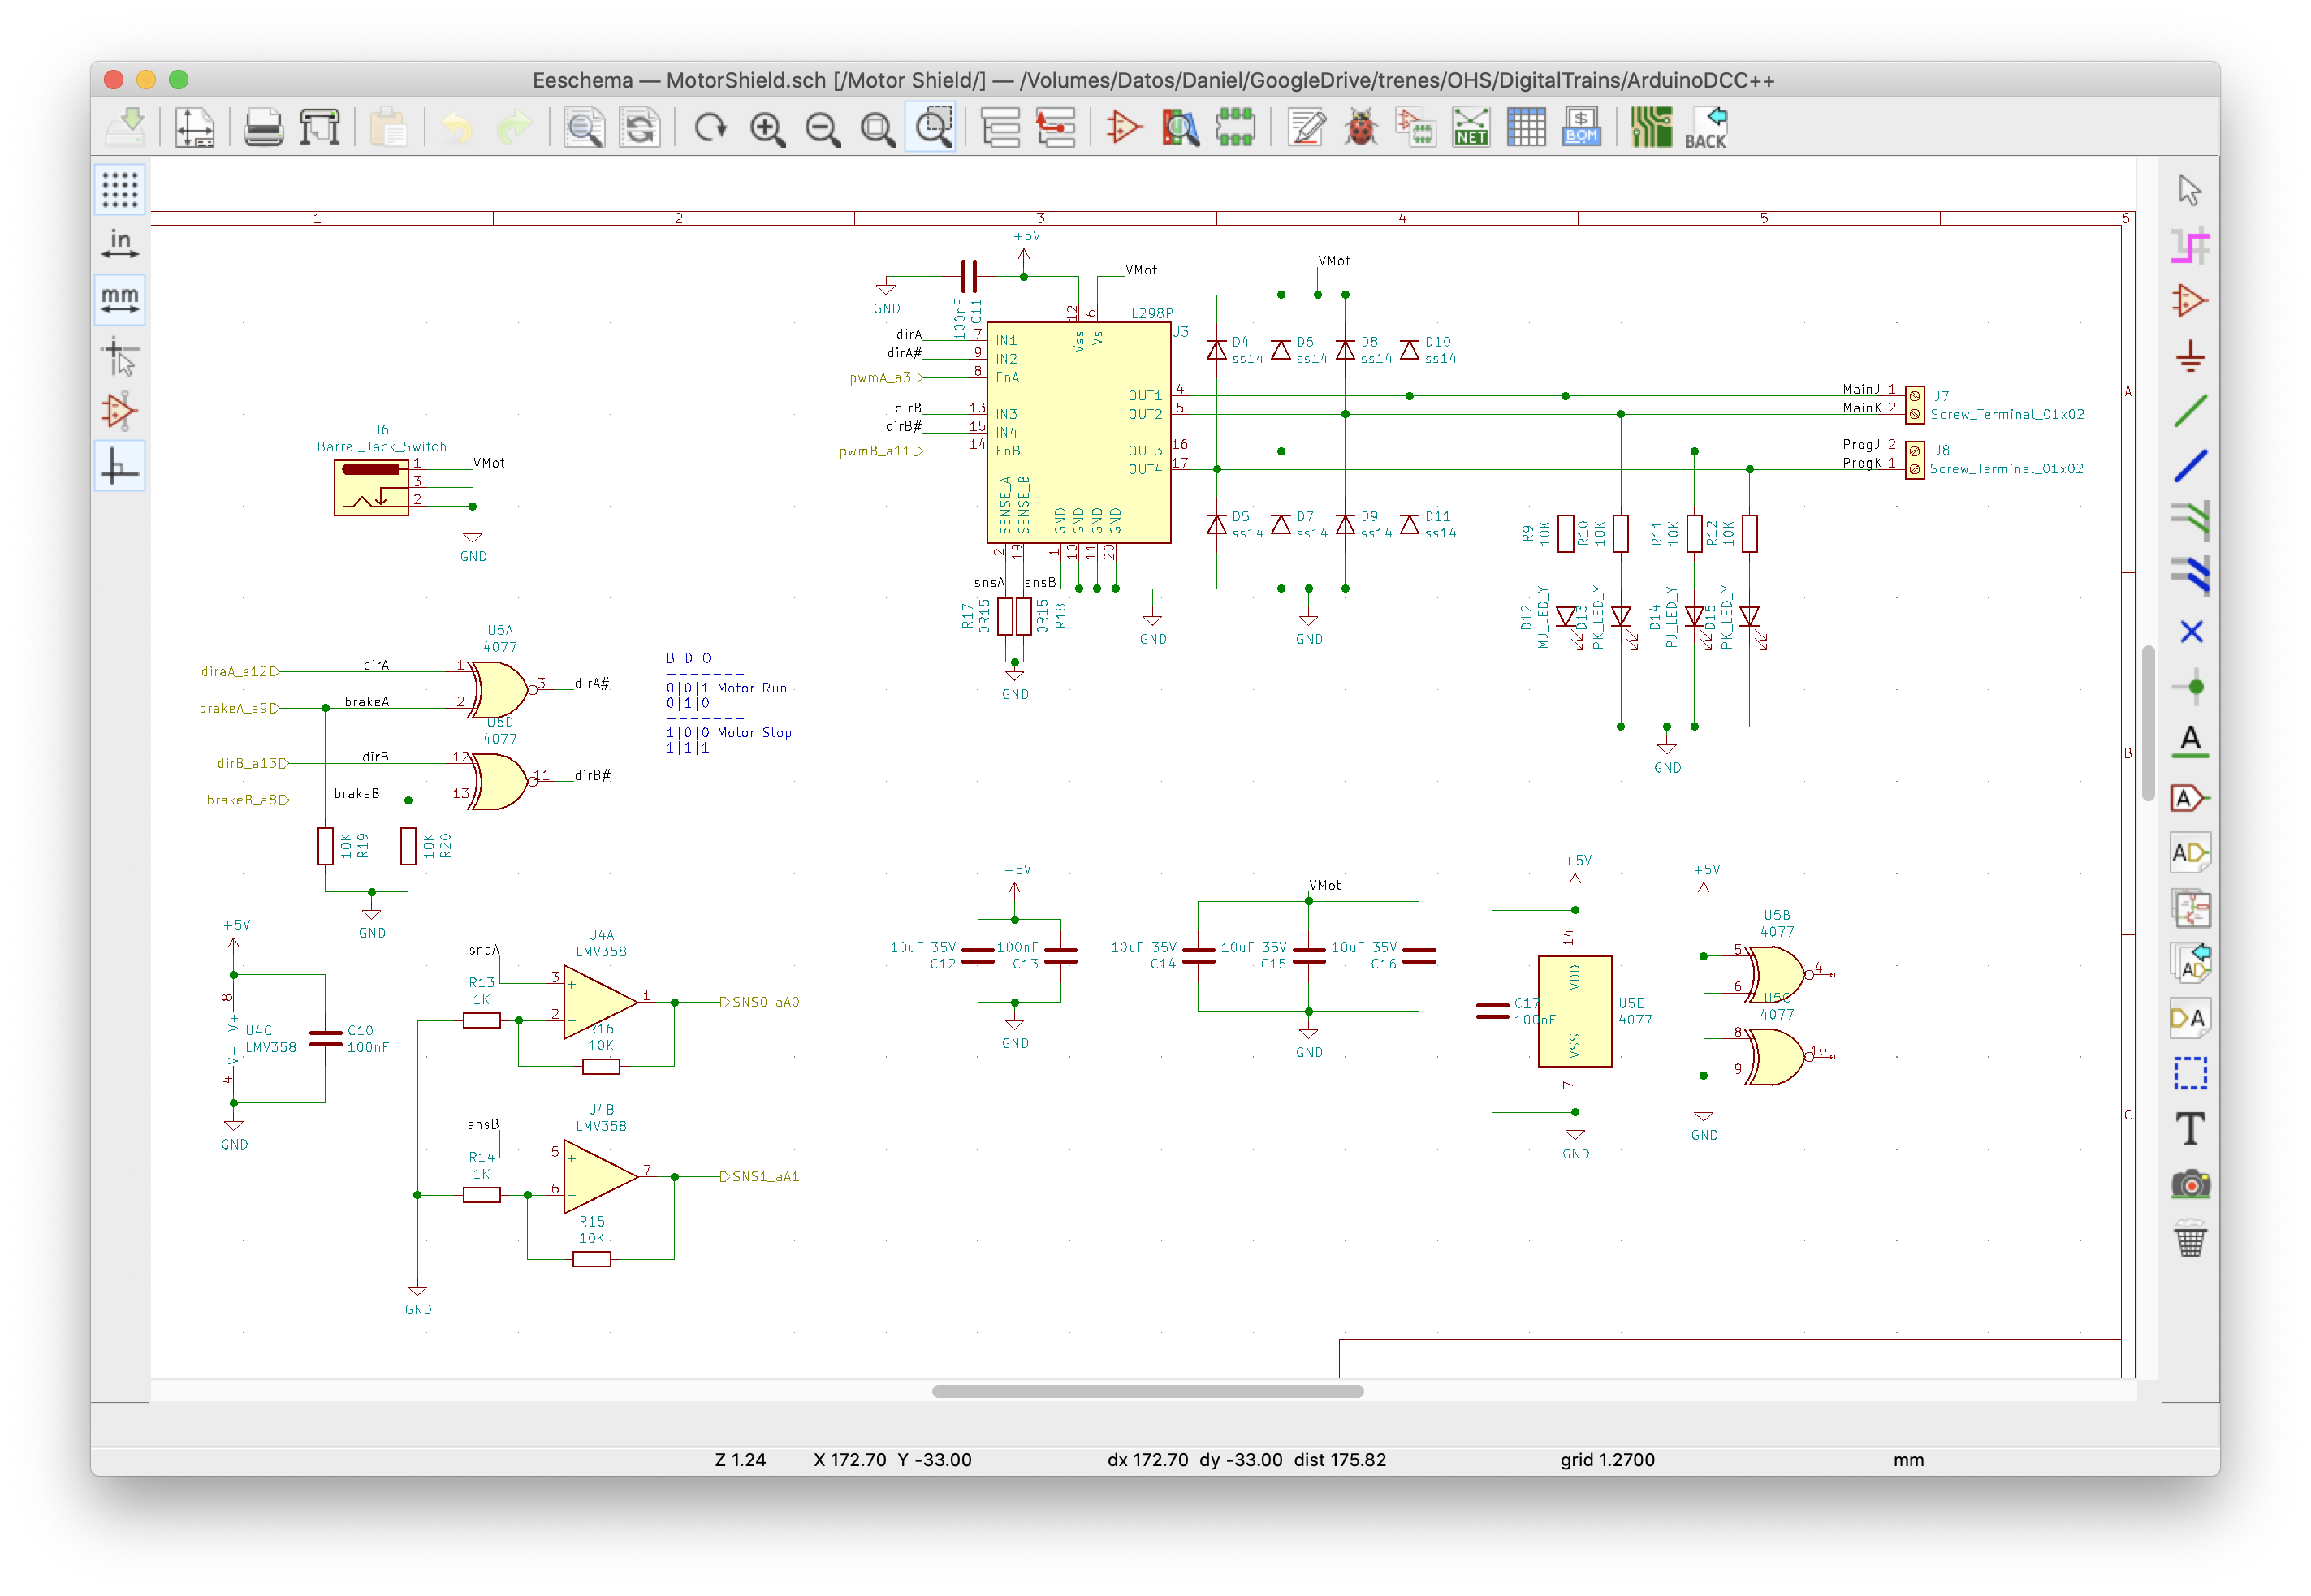 Eeschema — MotorShield.sch [/Motor Shield/] — /Volumes/Datos/Daniel/GoogleDrive/trenes/OHS/DigitalTrains/ArduinoDCC++
NET
$
BOM
BACK
in
mm
1 2 3 4 5 6
A
B
C
+5V
GND
100nF
C11
VMot
12
6
L298P
U3
dirA 7 IN1
dirA# 9 IN2
pwmA_a3 8 EnA
dirB 13 IN3
dirB# 15 IN4
pwmB_a11 14 EnB
Vss
Vs
OUT1 4
OUT2 5
OUT3 16
OUT4 17
SENSE_A
SENSE_B
GND
GND
GND
GND
2
19
1
10
11
20
snsA
snsB
R17
0R15
0R15
R18
GND
GND
VMot
D4
ss14
D6
ss14
D8
ss14
D10
ss14
D5
ss14
D7
ss14
D9
ss14
D11
ss14
GND
MainJ 1
MainK 2
J7
Screw_Terminal_01x02
ProgJ 2
ProgK 1
J8
Screw_Terminal_01x02
R9
10K
R10
10K
R11
10K
R12
10K
D12
MJ_LED_Y
D13
PK_LED_Y
D14
PJ_LED_Y
D15
PK_LED_Y
GND
J6
Barrel_Jack_Switch
1
3
2
VMot
GND
U5A
4077
diraA_a12 dirA 1
brakeA_a9 brakeA 2
3 dirA#
U5D
4077
dirB_a13 dirB 12
brakeB_a8 brakeB 13
11 dirB#
10K
R19
10K
R20
GND
B|D|O
-------
0|0|1 Motor Run
0|1|0
-------
1|0|0 Motor Stop
1|1|1
+5V
8
V+
V-
4
U4C
LMV358
C10
100nF
GND
snsA
U4A
LMV358
R13
1K
3
+
2
-
1
SNS0_aA0
R16
10K
snsB
U4B
LMV358
R14
1K
5
+
6
-
7
SNS1_aA1
R15
10K
GND
+5V
10uF 35V
C12
100nF
C13
GND
VMot
10uF 35V
C14
10uF 35V
C15
10uF 35V
C16
GND
+5V
14
VDD
C17
100nF
U5E
4077
VSS
7
GND
+5V
U5B
4077
5
6
4
U5C
4077
8
9
10
GND
A
A
A
A
A
T
Z 1.24 X 172.70 Y -33.00 dx 172.70 dy -33.00 dist 175.82 grid 1.2700 mm